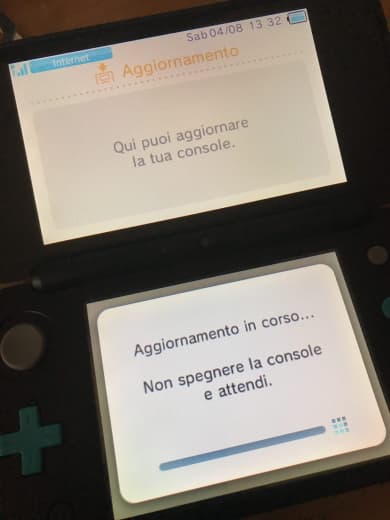 Internet
Sab 04/08 13 32
Aggiornamento
Qui puoi aggiornare
la tua console.
Aggiornamento in corso...
Non spegnere la console
e attendi.